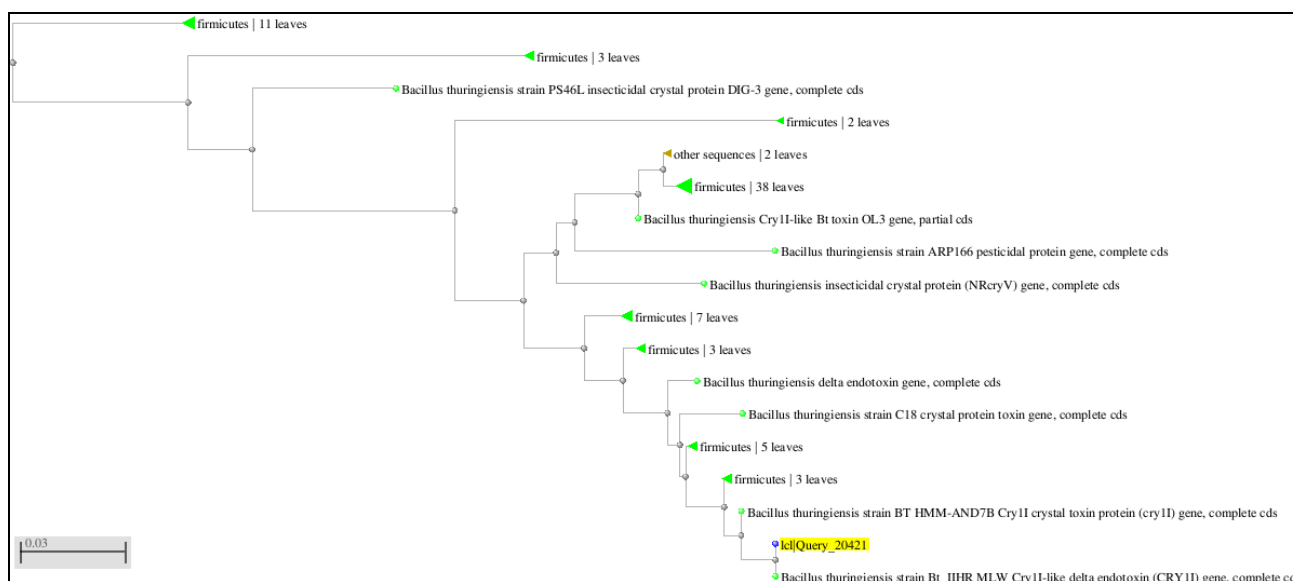 firmicutes | 11 leaves
firmicutes | 3 leaves
Bacillus thuringiensis strain PS46L insecticidal crystal protein DIG-3 gene, complete cds
firmicutes | 2 leaves
other sequences | 2 leaves
firmicutes | 38 leaves
Bacillus thuringiensis Cry1I-like Bt toxin OL3 gene, partial cds
Bacillus thuringiensis strain ARP166 pesticidal protein gene, complete cds
Bacillus thuringiensis insecticidal crystal protein (NRcryV) gene, complete cds
firmicutes | 7 leaves
firmicutes | 3 leaves
Bacillus thuringiensis delta endotoxin gene, complete cds
Bacillus thuringiensis strain C18 crystal protein toxin gene, complete cds
firmicutes | 5 leaves
firmicutes | 3 leaves
Bacillus thuringiensis strain BT HMM-AND7B Cry1I crystal toxin protein (cry1I) gene, complete cds
lcl|Query_20421
0.03
Bacillus thuringiensis strain Bt_IIHR MLW Cry1I-like delta endotoxin (CRY1I) gene, complete